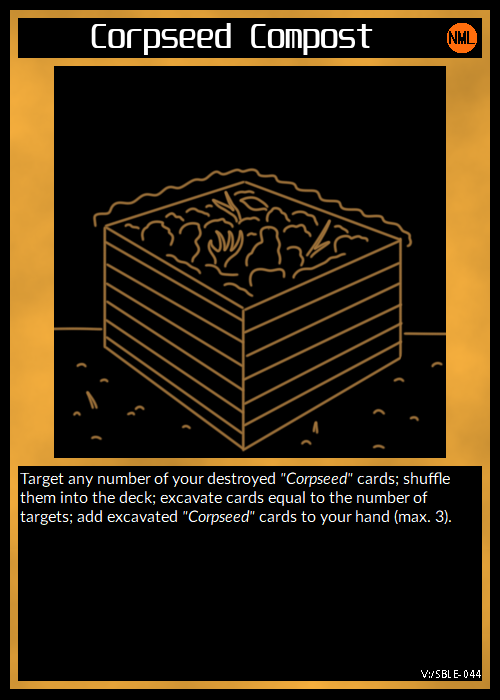 Corpseed Compost
NML
Target any number of your destroyed "Corpseed" cards; shuffle
them into the deck; excavate cards equal to the number of
targets; add excavated "Corpseed" cards to your hand (max. 3).
V:/SBLE-044